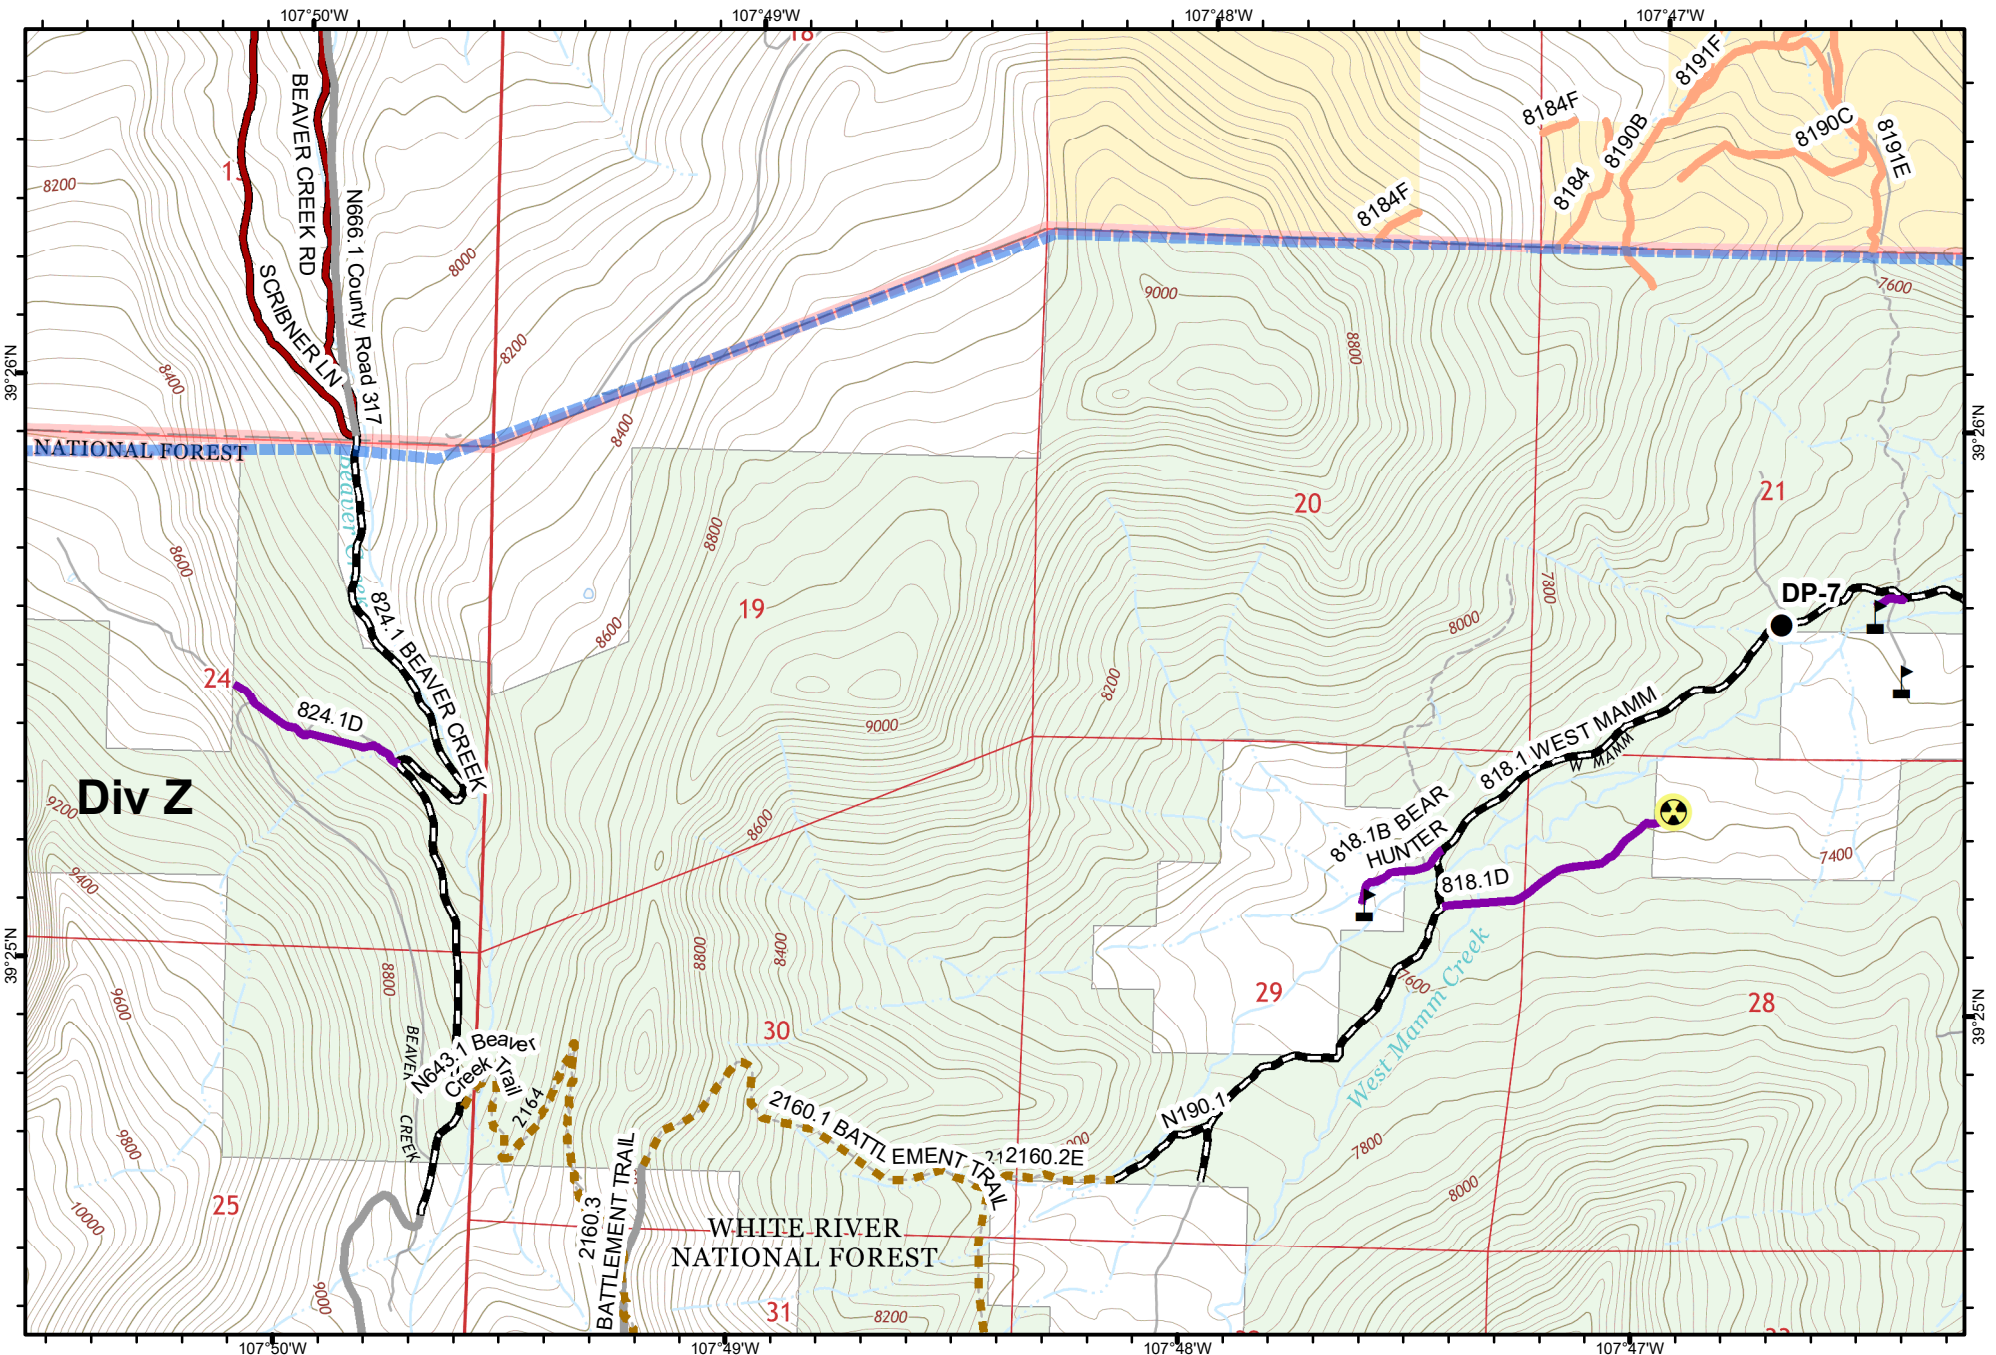 107°50'W
107°49'W
107°48'W
107°47'W
18
8191F
8184F
8190B
8190C
8191E
BEAVER CREEK RD
8200
N666.1 County Road 317
8184
8184F
8000
SCRIBNER LN
9000
7600
8200
8800
39°26'N
8400
8400
39°26'N
NATIONAL FOREST
Beaver Creek
20
21
8800
8600
7800
DP-7
19
8000
8600
824.1 BEAVER CREEK
24
8200
824.1D
9000
818.1 WEST MAMM
W MAMM
Div Z
9200
8600
818.1B BEAR
HUNTER
7400
9400
818.1D
39°25'N
8800
8800
8400
West Mamm Creek
7600
29
28
9600
39°25'N
30
BEAVER
CREEK
N643.1 Beaver
Creek Trail
2164
2160.1 BATTLEMENT TRAIL
N190.1
9800
7800
2160.2E
BATTLEMENT TRAIL
2160.3
8000
25
10000
WHITE RIVER
NATIONAL FOREST
9000
31
8200
107°50'W
107°49'W
107°48'W
107°47'W